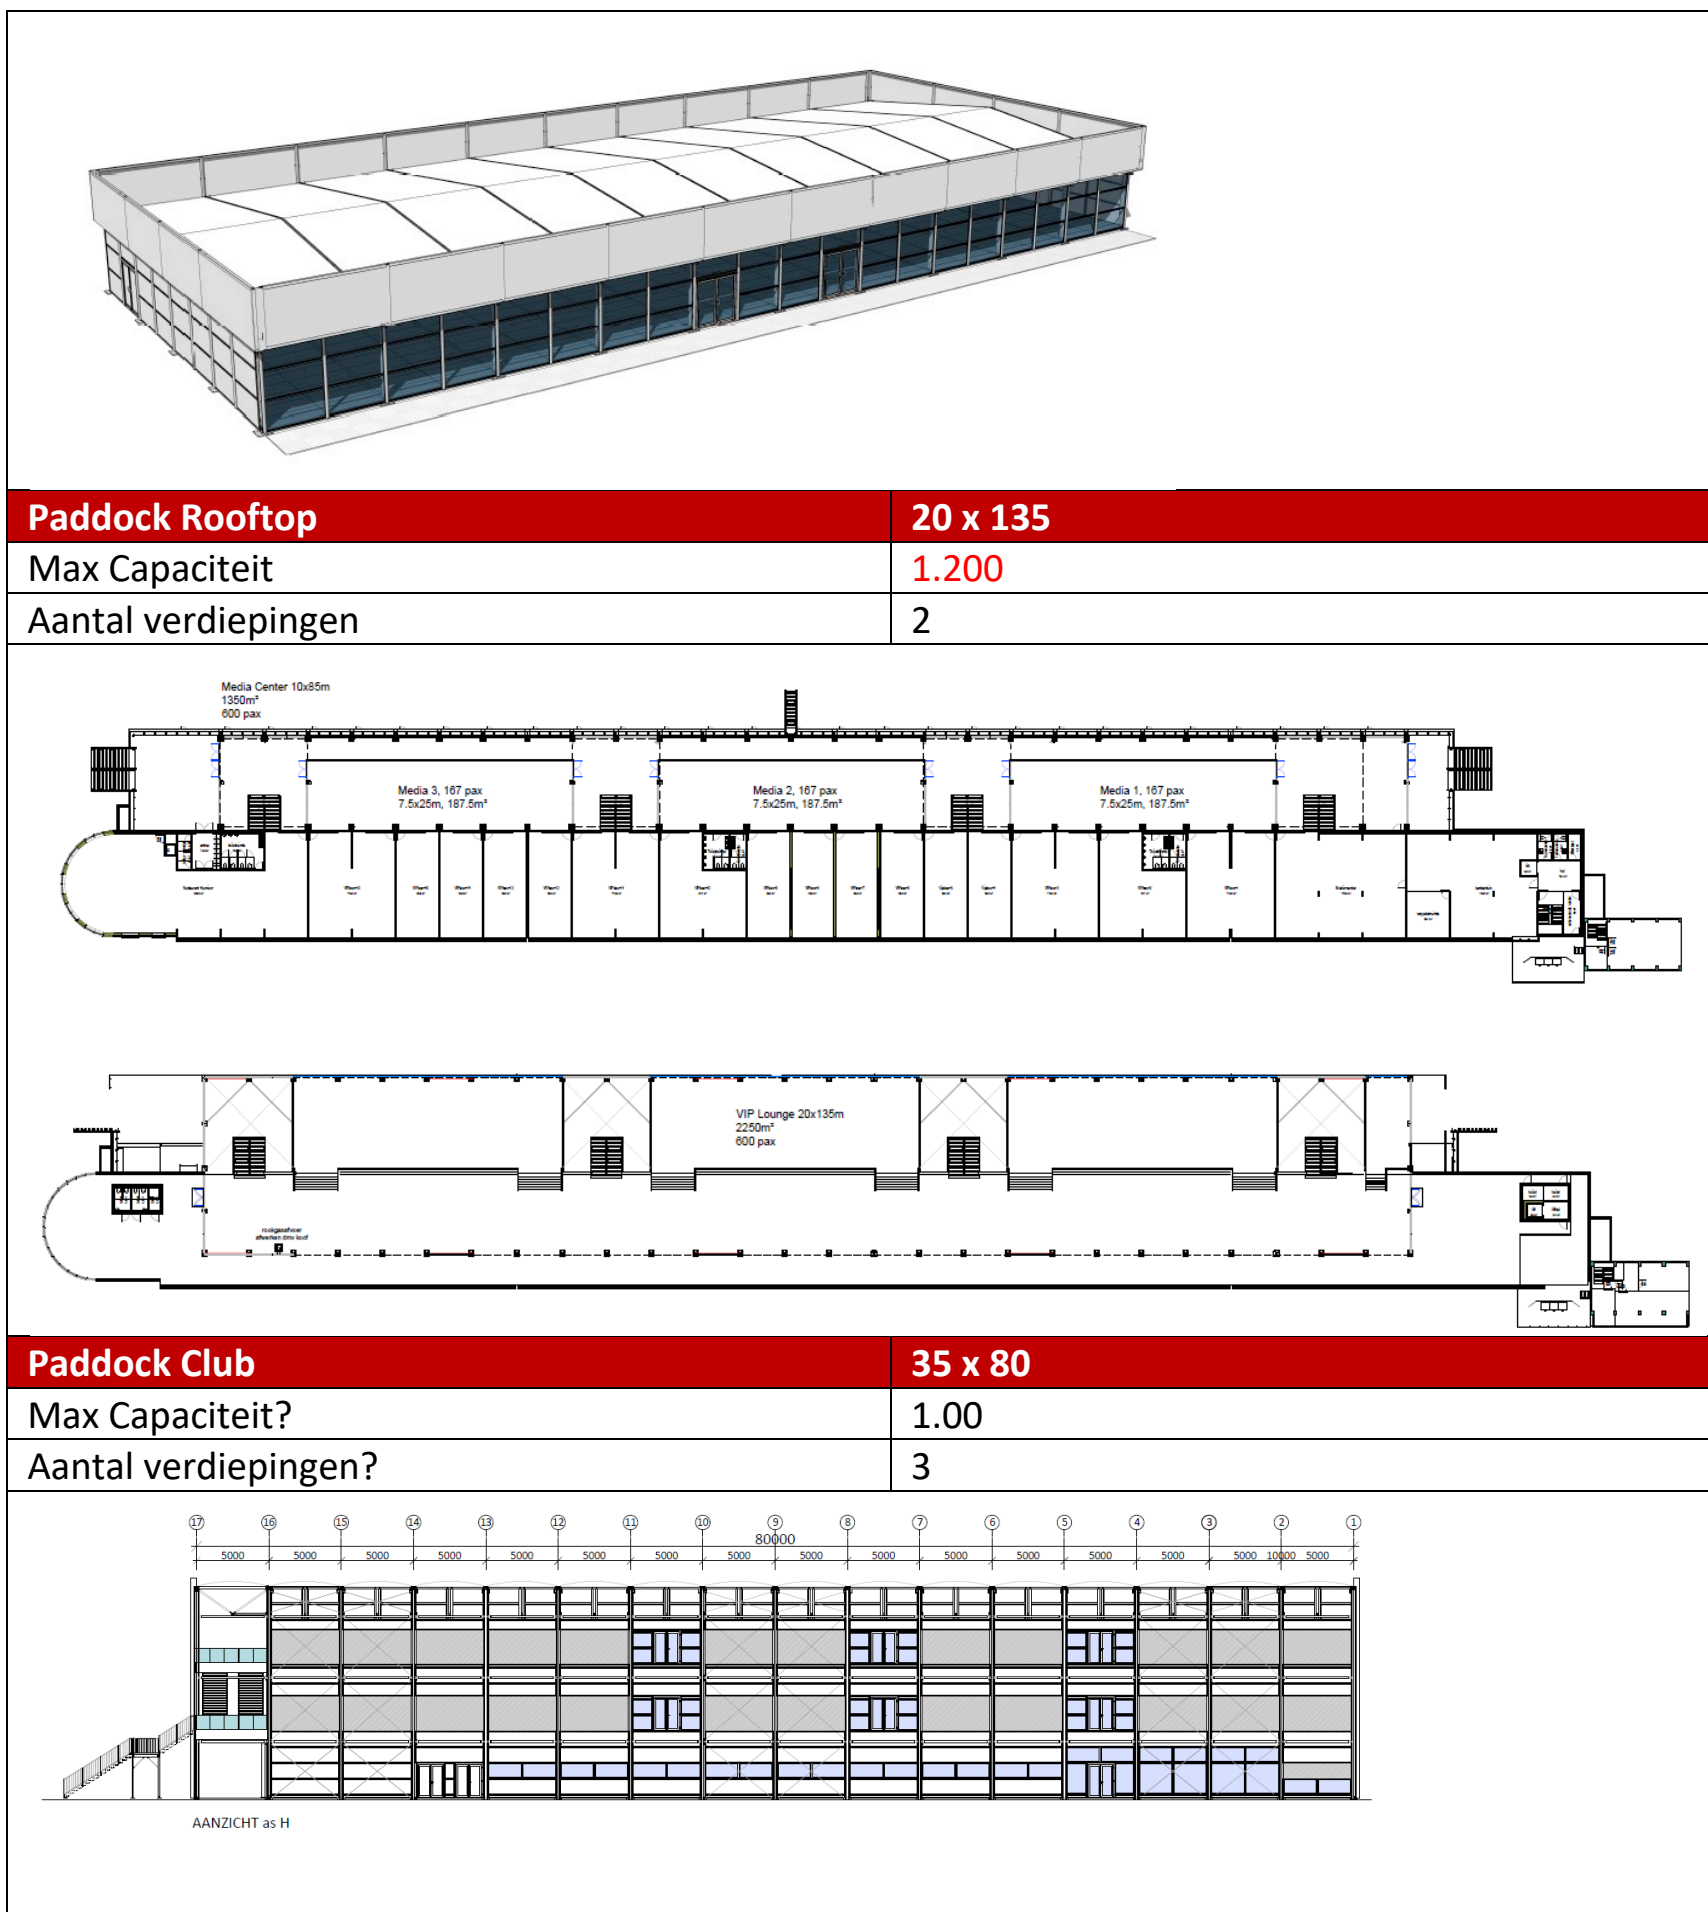 Paddock Rooftop 20 x 135
Max Capaciteit 1.200
Aantal verdiepingen 2
Media Center 10x85m
1350m²
600 pax
Media 3, 167 pax
7.5x25m, 187.5m²
Media 2, 167 pax
7.5x25m, 187.5m²
Media 1, 167 pax
7.5x25m, 187.5m²
VIP Lounge 20x135m
2250m²
600 pax
rookgasafvoer
afwerken dmv koof
Paddock Club 35 x 80
Max Capaciteit? 1.00
Aantal verdiepingen? 3
17 16 15 14 13 12 11 10 9 8 7 6 5 4 3 2 1
80000
5000 5000 5000 5000 5000 5000 5000 5000 5000 5000 5000 5000 5000 5000 5000 10000 5000
AANZICHT as H